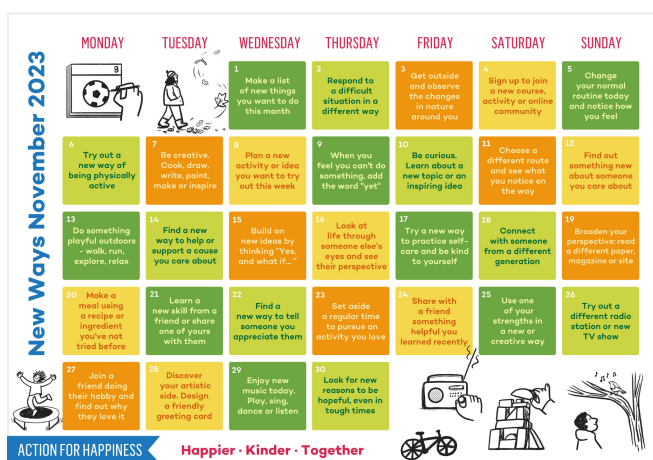 New Ways November 2023
MONDAY
TUESDAY
WEDNESDAY
THURSDAY
FRIDAY
SATURDAY
SUNDAY
8
1
Make a list
of new things
you want to do
this month
2
Respond to
a difficult
situation in a
different way
3
Get outside
and observe
the changes
in nature
around you
4
Sign up to join
a new course,
activity or online
community
5
Change
your normal
routine today
and notice how
you feel
6
Try out a
new way of
being physically
active
7
Be creative.
Cook, draw,
write, paint,
make or inspire
8
Plan a new
activity or idea
you want to try
out this week
9
When you
feel you can't do
something, add
the word "yet"
10
Be curious.
Learn about a
new topic or an
inspiring idea
11
Choose a
different route
and see what
you notice on
the way
12
Find out
something new
about someone
you care about
13
Do something
playful outdoors
- walk, run,
explore, relax
14
Find a new
way to help or
support a cause
you care about
15
Build on
new ideas by
thinking "Yes,
and what if... "
16
Look at
life through
someone else's
eyes and see
their perspective
17
Try a new way
to practice self-
care and be kind
to yourself
18
Connect
with someone
from a different
generation
19
Broaden your
perspective: read
a different paper,
magazine or site
20
Make a
meal using
a recipe or
ingredient
you've not
tried before
21
Learn a
new skill from a
friend or share
one of yours
with them
22
Find a
new way to tell
someone you
appreciate them
23
Set aside
a regular time
to pursue an
activity you love
24
Share with
a friend
something
helpful you
learned recently
25
Use one
of your
strengths in
a new or
creative way
26
Try out a
different radio
station or new
TV show
27
Join a
friend doing
their hobby and
find out why
they love it
28
Discover
your artistic
side. Design
a friendly
greeting card
29
Enjoy new
music today.
Play, sing,
dance or listen
30
Look for new
reasons to be
hopeful, even in
tough times
ACTION FOR HAPPINESS
Happier · Kinder · Together